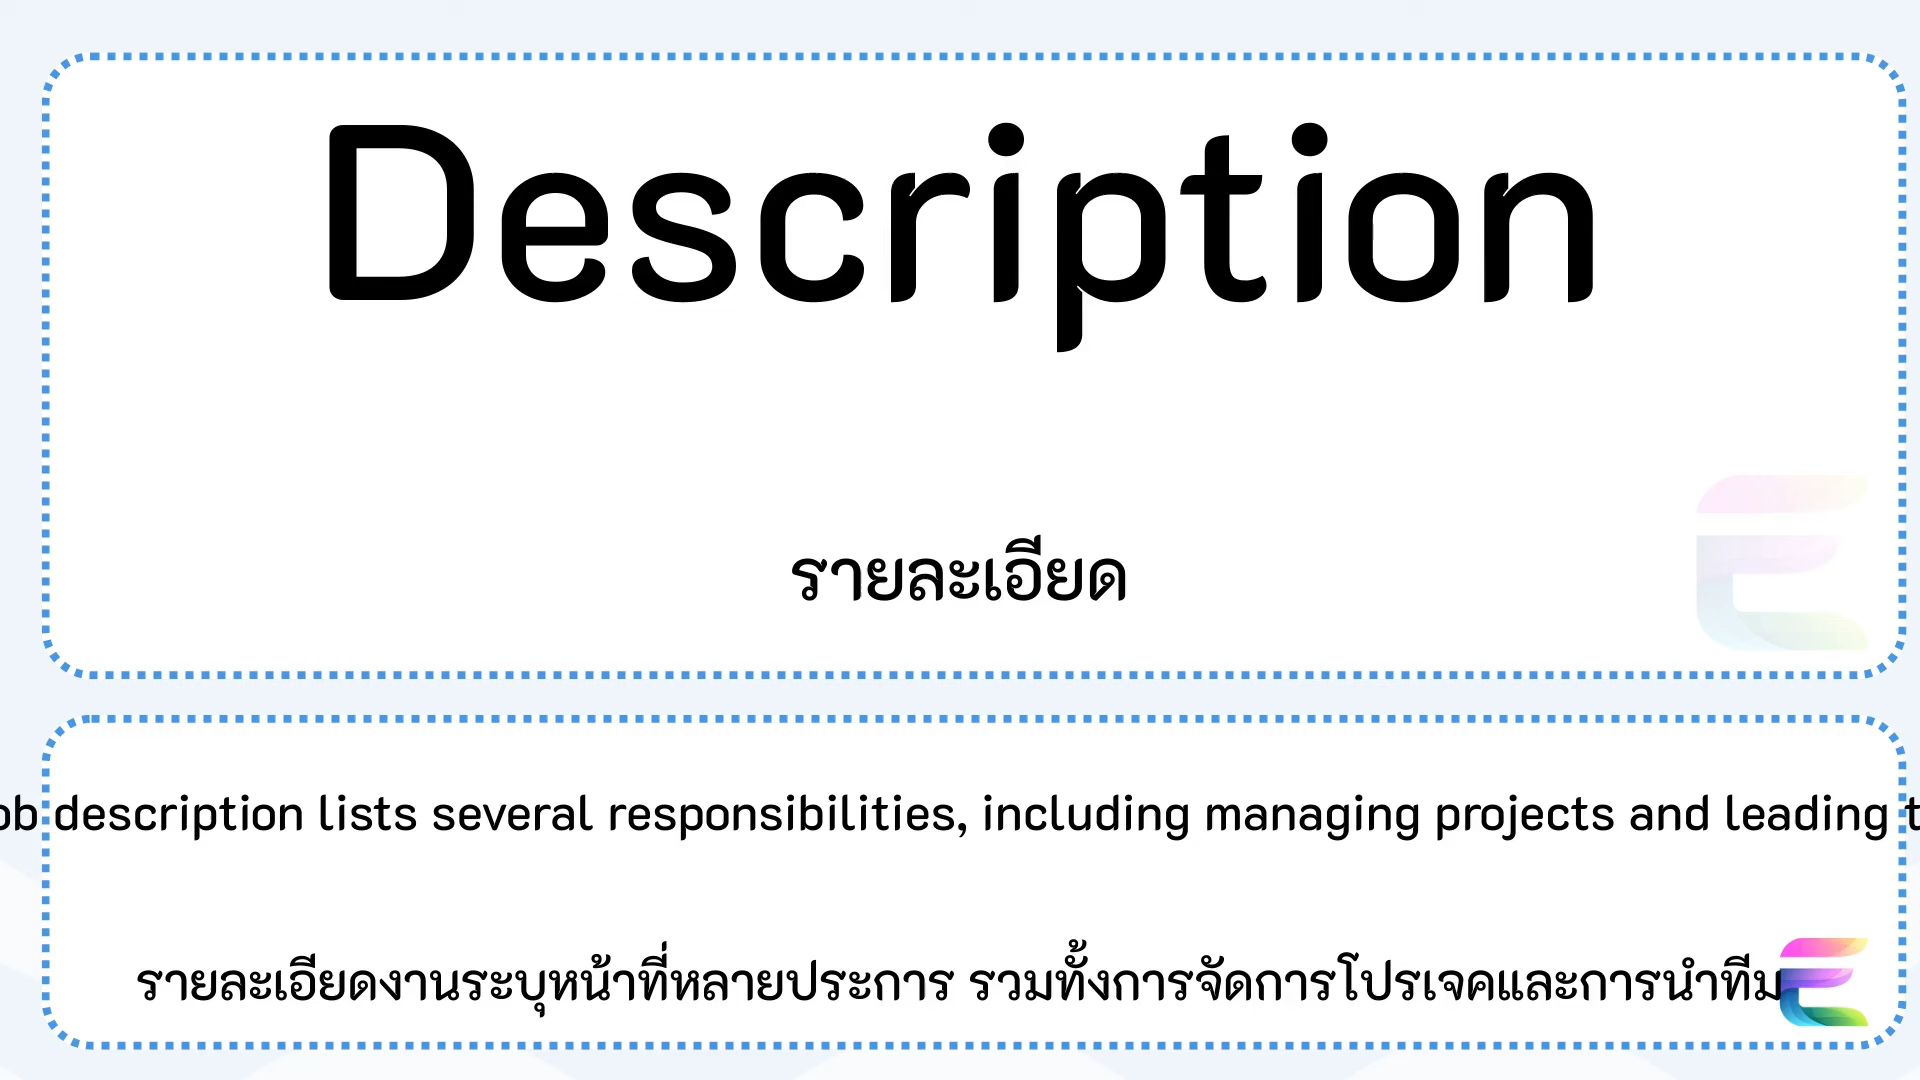 Description
รายละเอียด
ob description lists several responsibilities, including managing projects and leading t
รายละเอียดงานระบุหน้าที่หลายประการ รวมทั้งการจัดการโปรเจคและการนำทีม